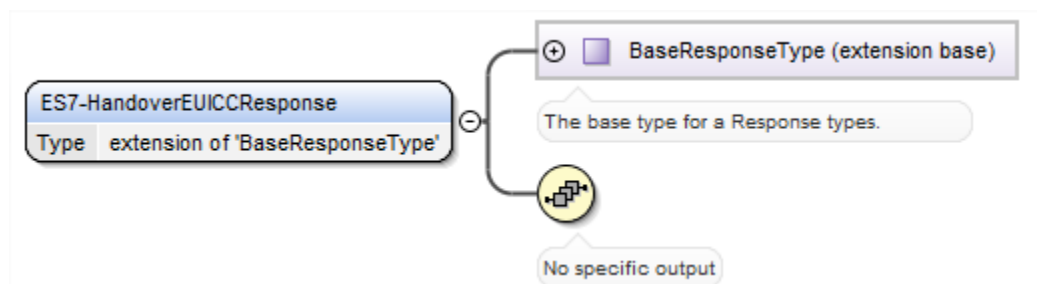 ES7-HandoverEUICCResponse
Type extension of 'BaseResponseType'
BaseResponseType (extension base)
The base type for a Response types.
No specific output